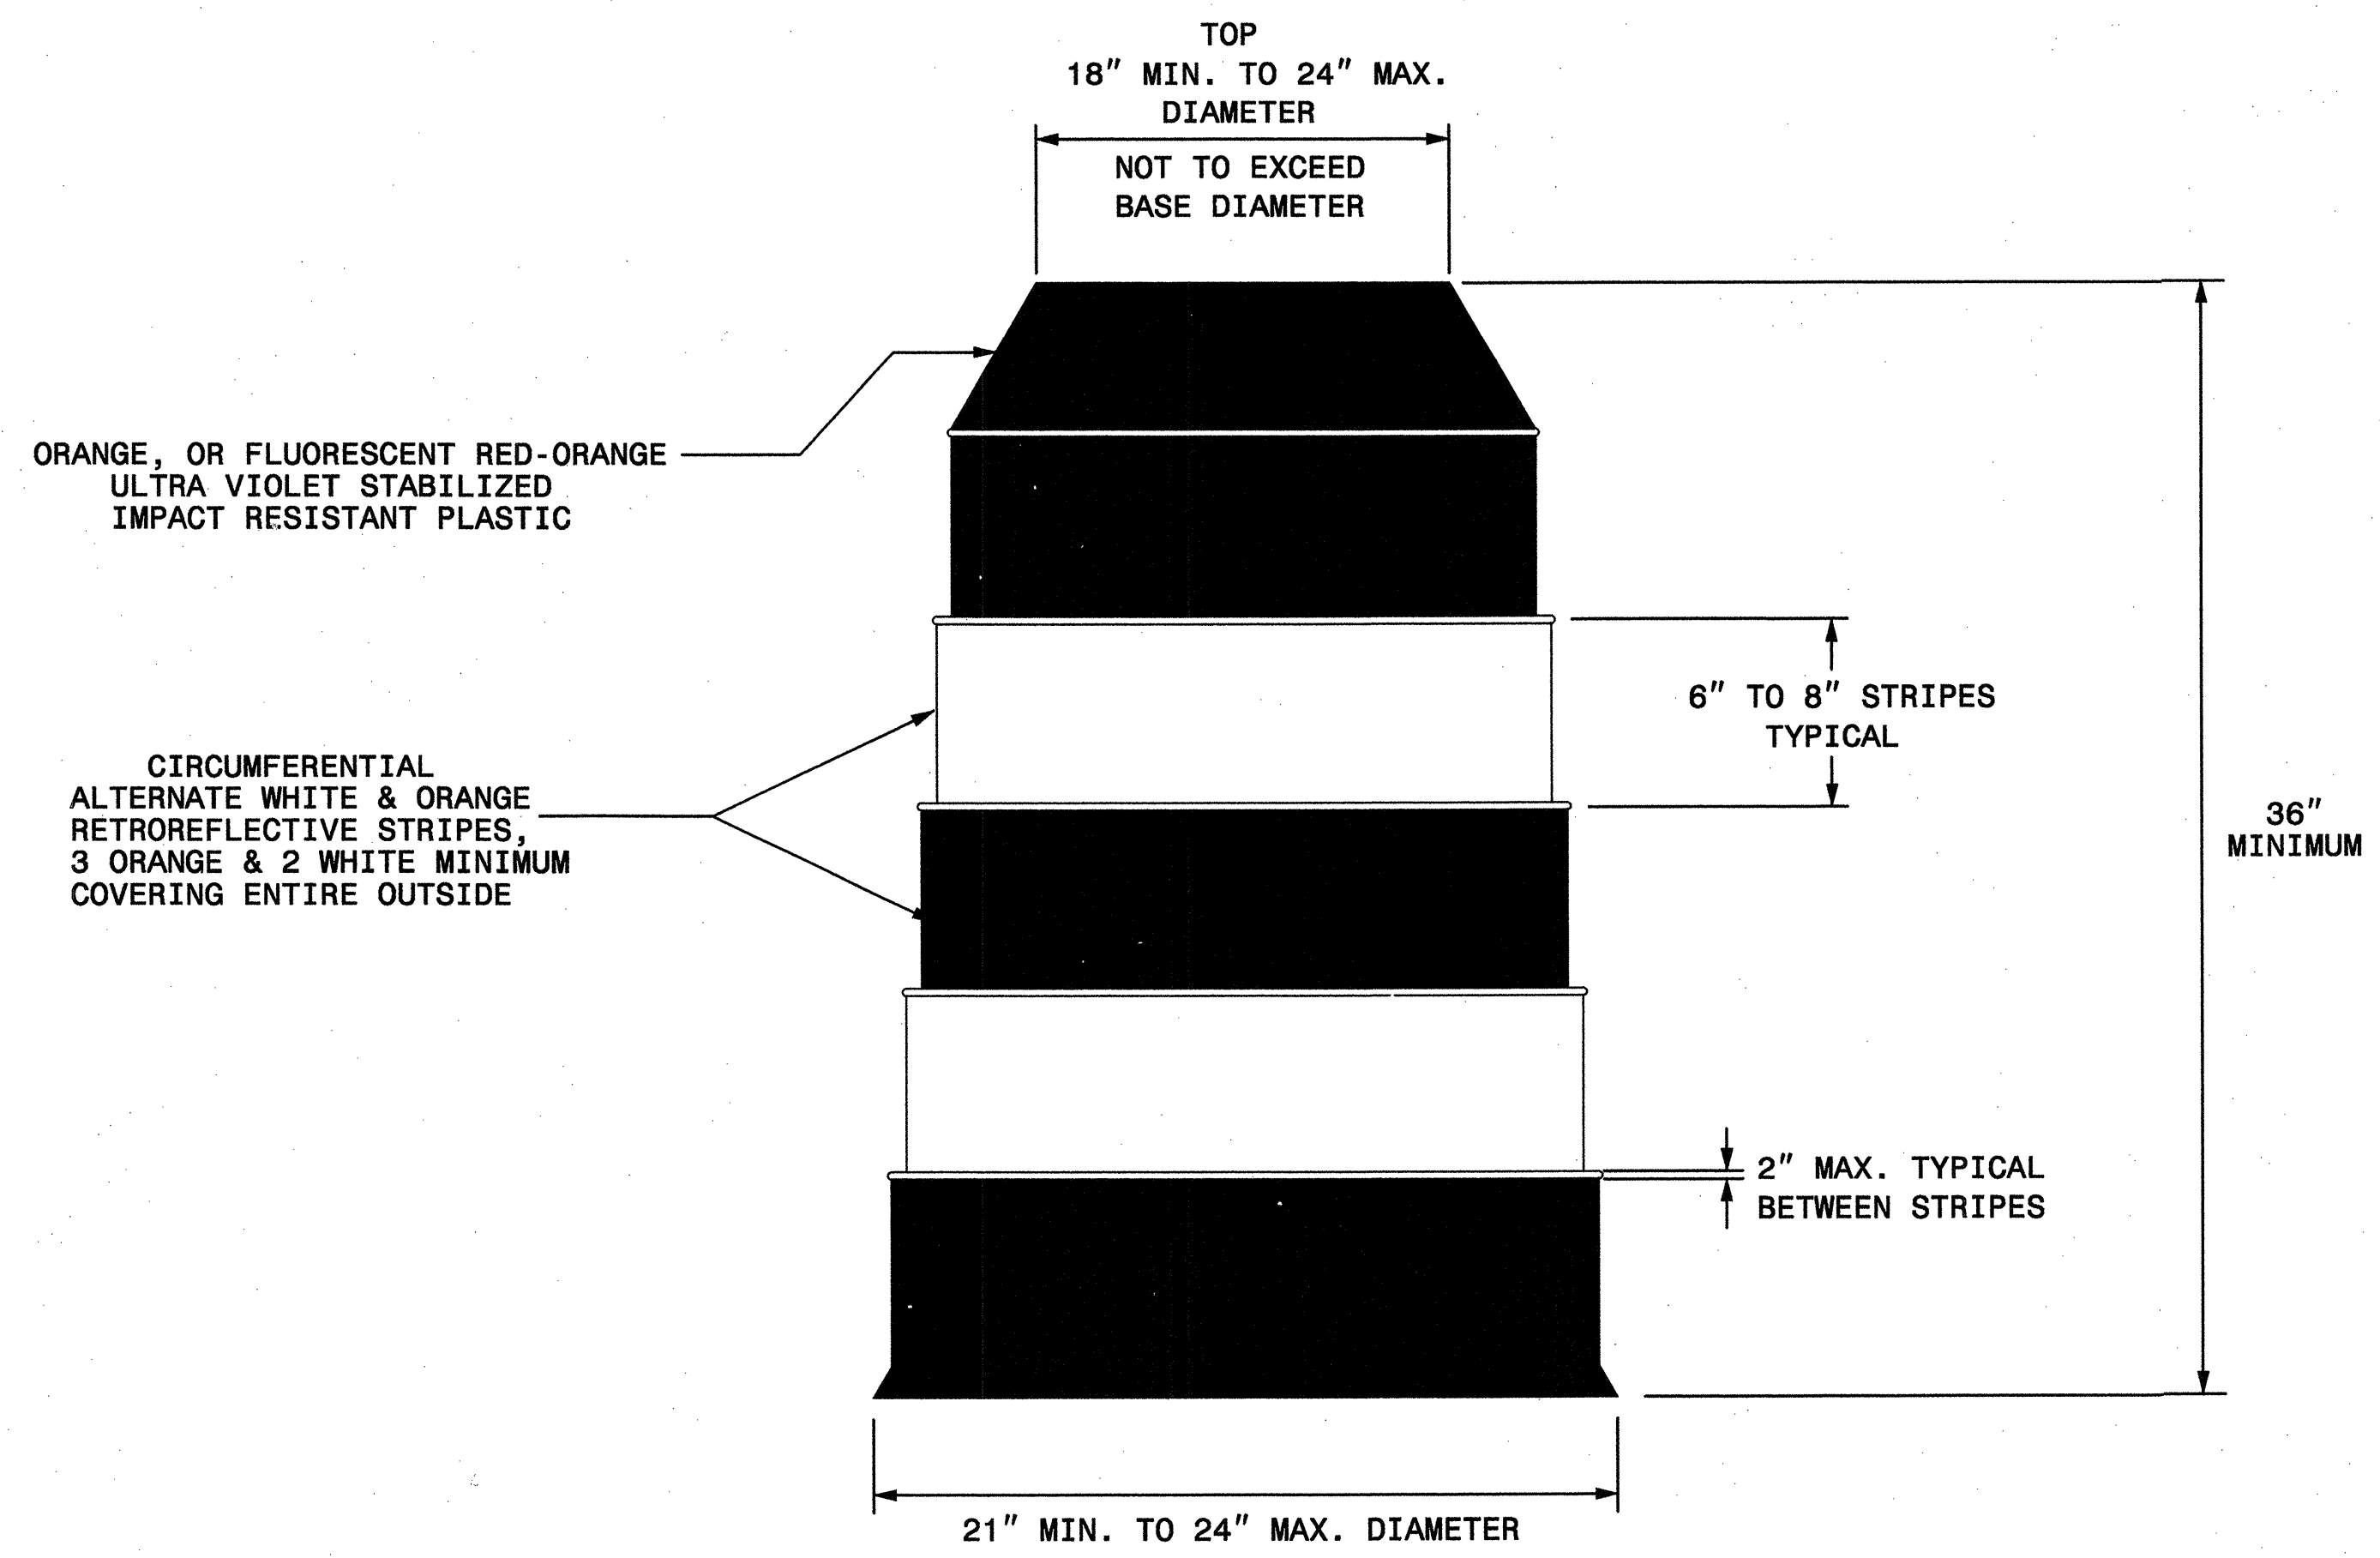 TOP
18" MIN. TO 24" MAX.
DIAMETER
NOT TO EXCEED
BASE DIAMETER
ORANGE, OR FLUORESCENT RED-ORANGE
ULTRA VIOLET STABILIZED
IMPACT RESISTANT PLASTIC
6" TO 8" STRIPES
TYPICAL
CIRCUMFERENTIAL
ALTERNATE WHITE & ORANGE
RETROREFLECTIVE STRIPES,
3 ORANGE & 2 WHITE MINIMUM
COVERING ENTIRE OUTSIDE
36"
MINIMUM
2" MAX. TYPICAL
BETWEEN STRIPES
21" MIN. TO 24" MAX. DIAMETER